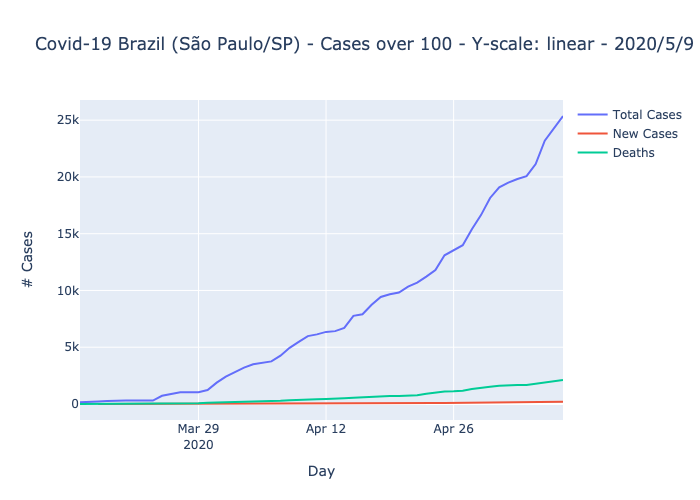 Covid-19 Brazil (São Paulo/SP) - Cases over 100 - Y-scale: linear - 2020/5/9
Total Cases
New Cases
Deaths
# Cases
25k
20k
15k
10k
5k
0
Mar 29
2020
Apr 12
Apr 26
Day